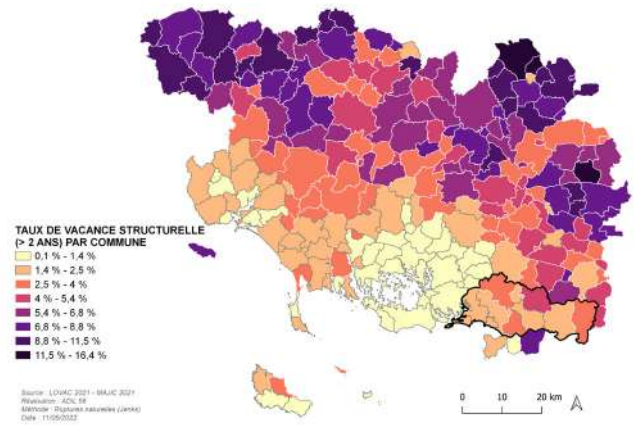 TAUX DE VACANCE STRUCTURELLE
(> 2 ANS) PAR COMMUNE
0,1 % - 1,4 %
1,4 % - 2,5 %
2,5 % - 4 %
4 % - 5,4 %
5,4 % - 6,8 %
6,8 % - 8,8 %
8,8 % - 11,5 %
11,5 % - 16,4 %
Source : LOVAC 2021 - MAJIC 2021
Réalisation : ADIL 56
Méthode : Ruptures naturelles (Jenks)
Date : 11/05/2022
0 10 20 km